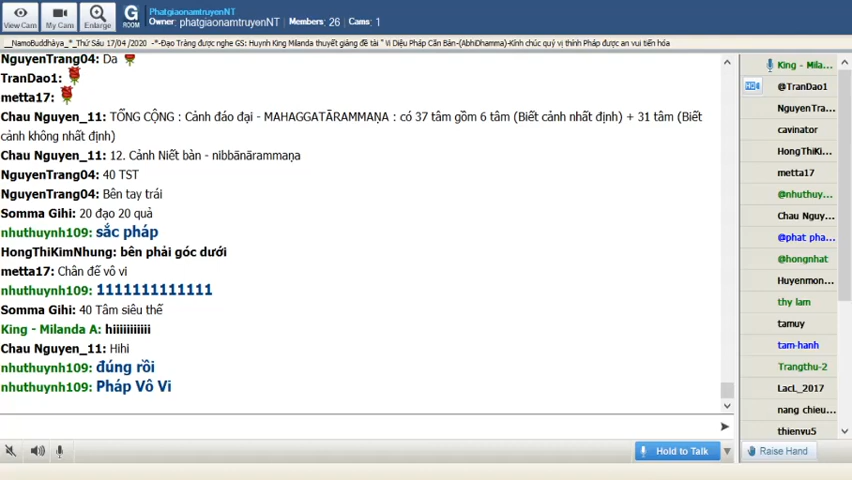 View Cam
My Cam
Enlarge
G
ROOM
PhatgiaonamtruyenNT
Owner: phatgiaonamtruyenNT Members: 26 Cams: 1
__NamoBuddhàya_*_Thứ Sáu 17/04 /2020 -*-Đạo Tràng được nghe GS: Huynh King Milanda thuyết giảng đề tài " Vi Diệu Pháp Căn Bản-(AbhiDhamma)-Kính chúc quý vị thính Pháp được an vui tiến hóa
NguyenTrang04: Dạ
TranDao1:
metta17:
Chau Nguyen_11: TỔNG CỘNG : Cảnh đáo đại - MAHAGGATĀRAMMAṆA : có 37 tâm gồm 6 tâm (Biết cảnh nhất định) + 31 tâm (Biết
cảnh không nhất định)
Chau Nguyen_11: 12. Cảnh Niết bàn - nibbānārammaṇa
NguyenTrang04: 40 TST
NguyenTrang04: Bên tay trái
Somma Gihi: 20 đạo 20 quả
nhuthuynh109: sắc pháp
HongThiKimNhung: bên phải góc dưới
metta17: Chân đế vô vi
nhuthuynh109: 1111111111111
Somma Gihi: 40 Tâm siêu thế
King - Milanda A: hiiiiiiiiiii
Chau Nguyen_11: Hihi
nhuthuynh109: đúng rồi
nhuthuynh109: Pháp Vô Vi
King - Mila...
@TranDao1
NguyenTra...
cavinator
HongThiKi...
metta17
@nhuthuy...
Chau Nguy...
@phat pha...
@hongnhat
Huyenmon...
thy lam
tamuy
tam-hanh
Trangthu-2
LacL_2017
nang chieu...
thienvu5
Hold to Talk
Raise Hand